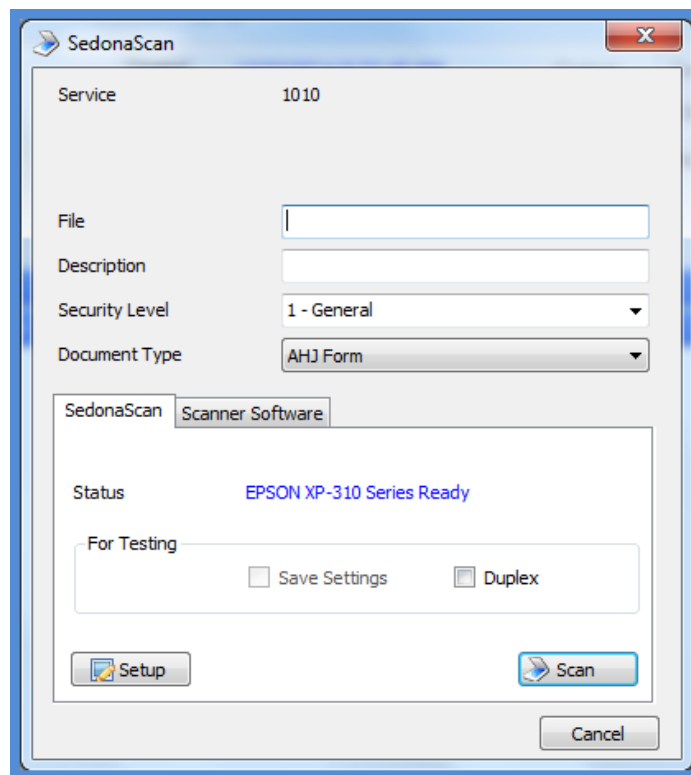 SedonaScan
Service 1010
File
Description
Security Level 1 - General
Document Type AHJ Form
SedonaScan Scanner Software
Status EPSON XP-310 Series Ready
For Testing
Save Settings Duplex
Setup Scan
Cancel